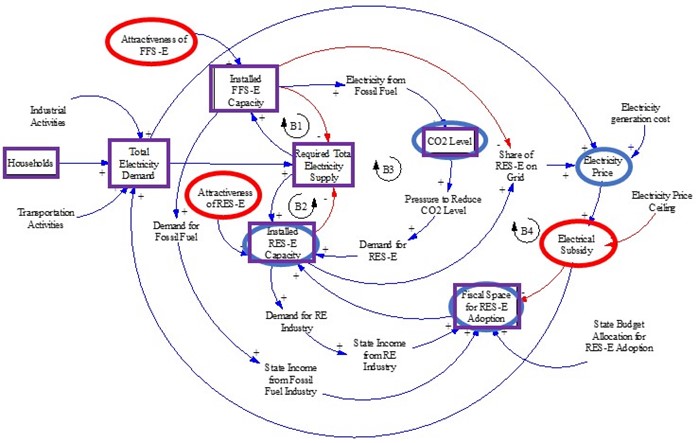 Attractiveness of
FFS-E
Installed
FFS-E
Capacity
Electricity from
Fossil Fuel
Industrial
Activities
Electricity
generation cost
B1
CO2 Level
Households
Total
Electricity
Demand
Required Total
Electricity
Supply
B3
Share of
RES-E on
Grid
Electricity
Price
Attractiveness
of RES-E
B2
Pressure to Reduce
CO2 Level
Electricity Price
Ceiling
Transportation
Activities
Demand for
Fossil Fuel
Installed
RES-E
Capacity
Demand for
RES-E
B4
Electrical
Subsidy
Fiscal Space
for RES-E
Adoption
Demand for RE
Industry
State Income
from RE
Industry
State Budget
Allocation for
RES-E Adoption
State Income
from Fossil
Fuel Industry